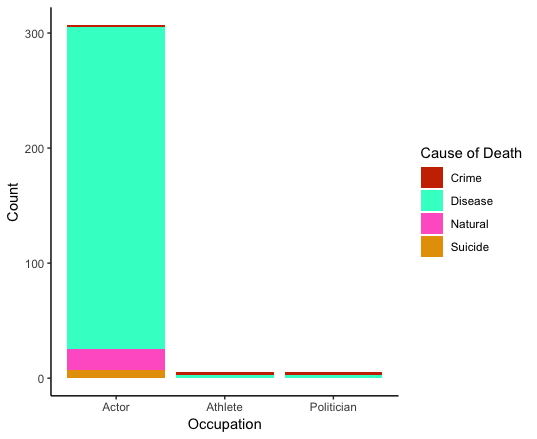 300
200
100
0
Count
Actor
Athlete
Politician
Occupation
Cause of Death
Crime
Disease
Natural
Suicide